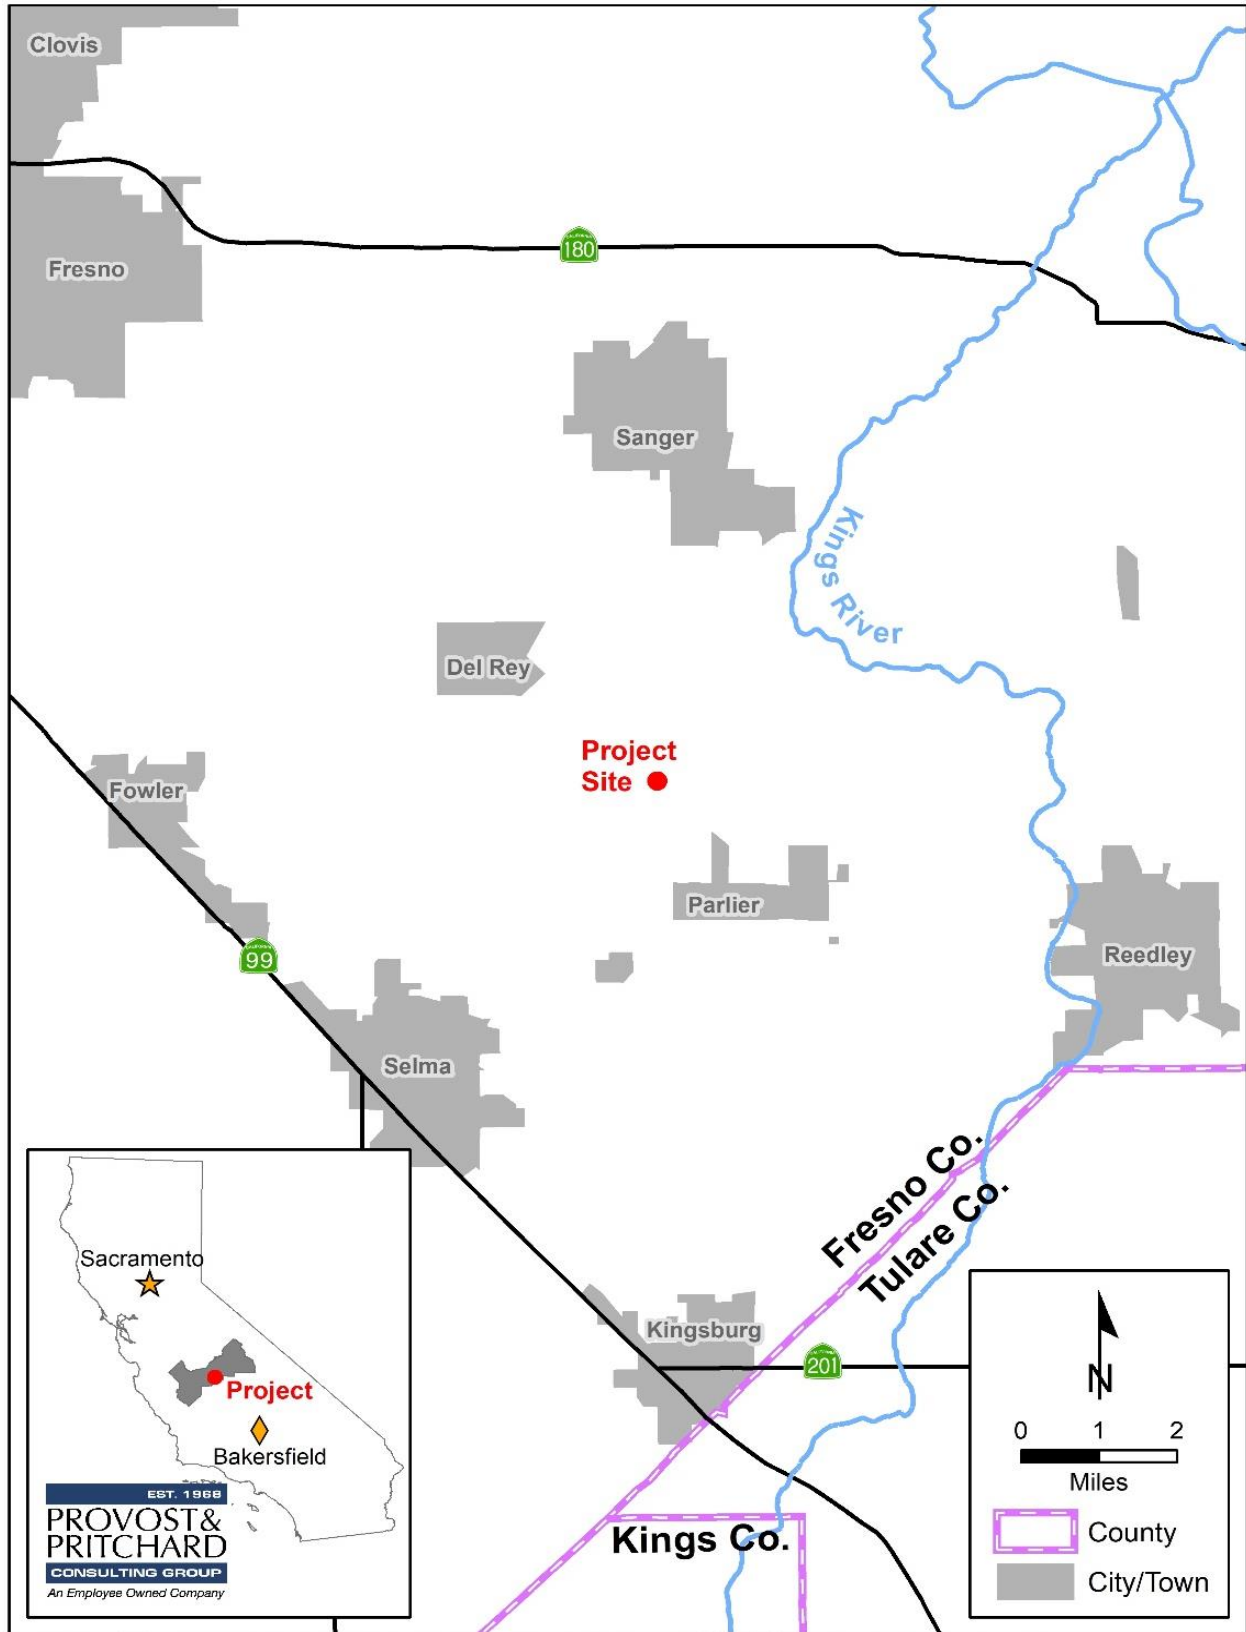 Clovis
CALIFORNIA
180
Fresno
Sanger
Kings River
Del Rey
Project
Site
Fowler
Parlier
99
Reedley
Selma
Fresno Co.
Tulare Co.
Kingsburg
CALIFORNIA
201
Kings Co.
Sacramento
Project
Bakersfield
EST. 1968
PROVOST&
PRITCHARD
CONSULTING GROUP
An Employee Owned Company
N
0 1 2
Miles
County
City/Town